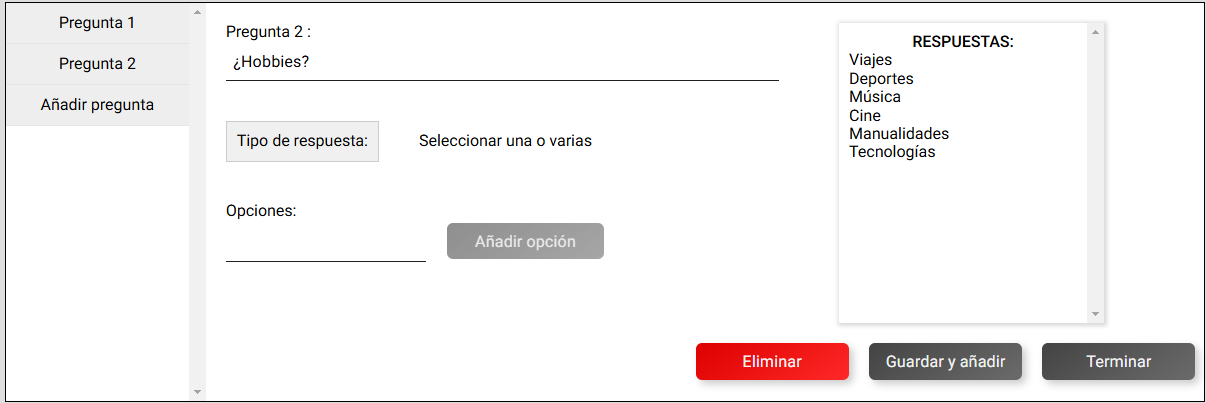 Pregunta 1
Pregunta 2
Añadir pregunta
Pregunta 2 :
¿Hobbies?
Tipo de respuesta:
Seleccionar una o varias
Opciones:
Añadir opción
RESPUESTAS:
Viajes
Deportes
Música
Cine
Manualidades
Tecnologías
Eliminar
Guardar y añadir
Terminar